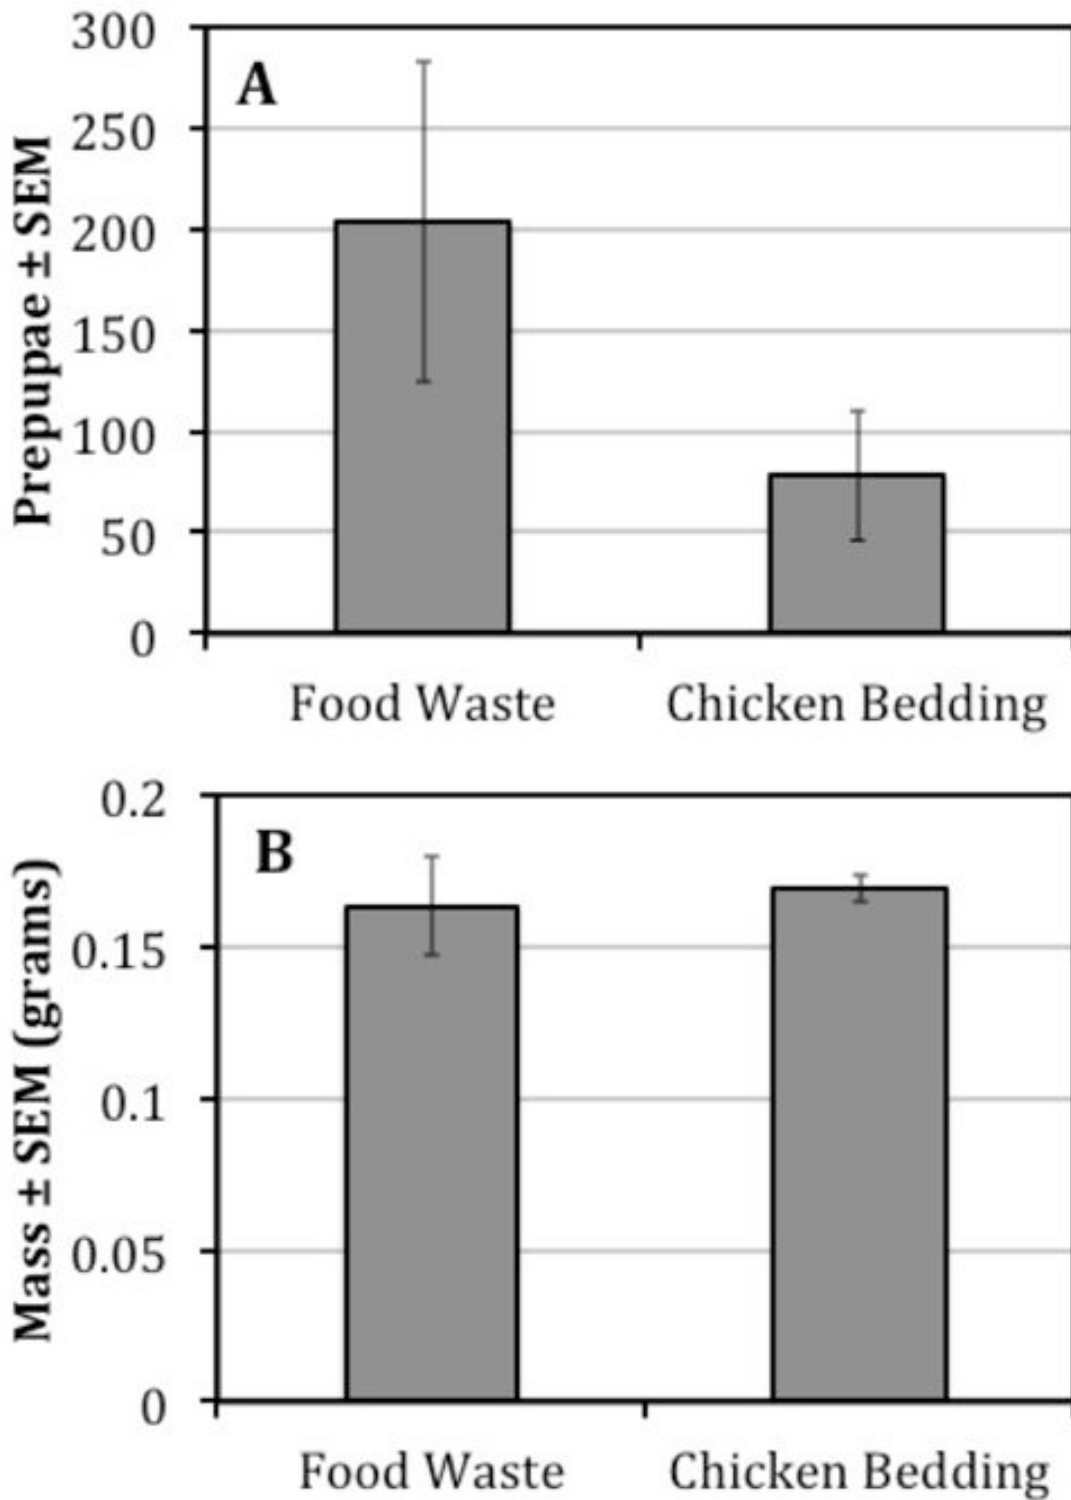 A
Prepupae ± SEM
300
250
200
150
100
50
0
Food Waste
Chicken Bedding
B
Mass ± SEM (grams)
0.2
0.15
0.1
0.05
0
Food Waste
Chicken Bedding